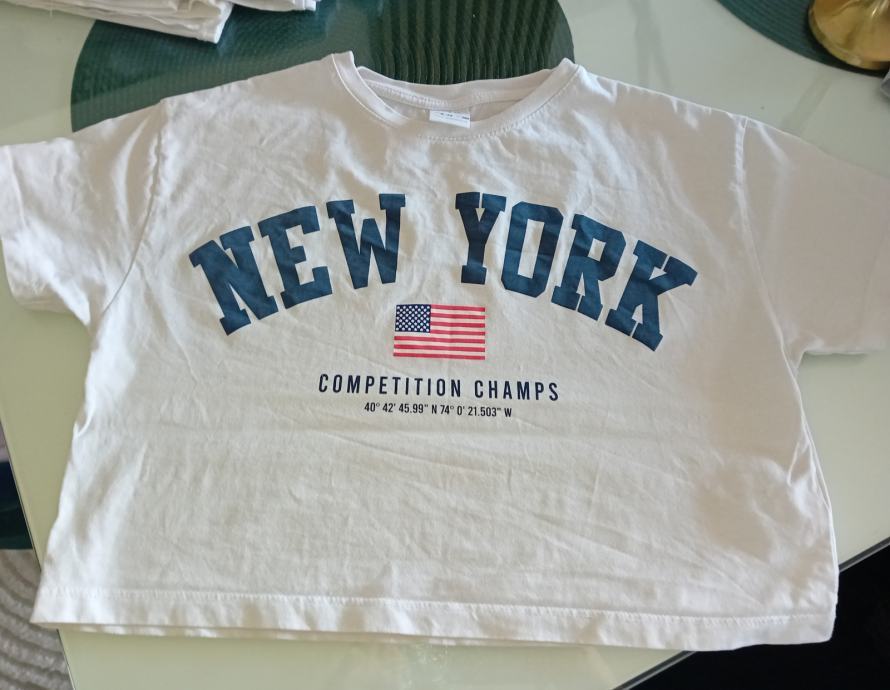 NEW YORK
COMPETITION CHAMPS
40° 42' 45.99" N 74° 0' 21.503" W